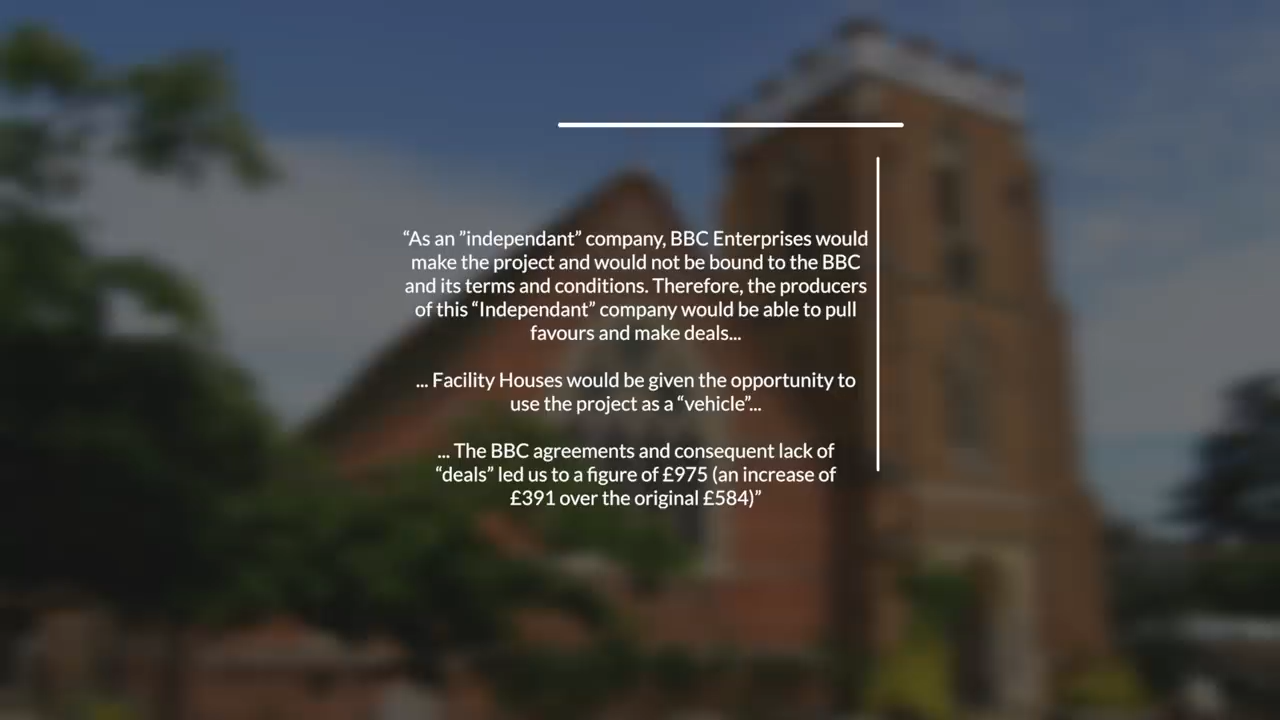 “As an ”independant” company, BBC Enterprises would
make the project and would not be bound to the BBC
and its terms and conditions. Therefore, the producers
of this “Independant” company would be able to pull
favours and make deals...
... Facility Houses would be given the opportunity to
use the project as a “vehicle”...
... The BBC agreements and consequent lack of
“deals” led us to a figure of £975 (an increase of
£391 over the original £584)”